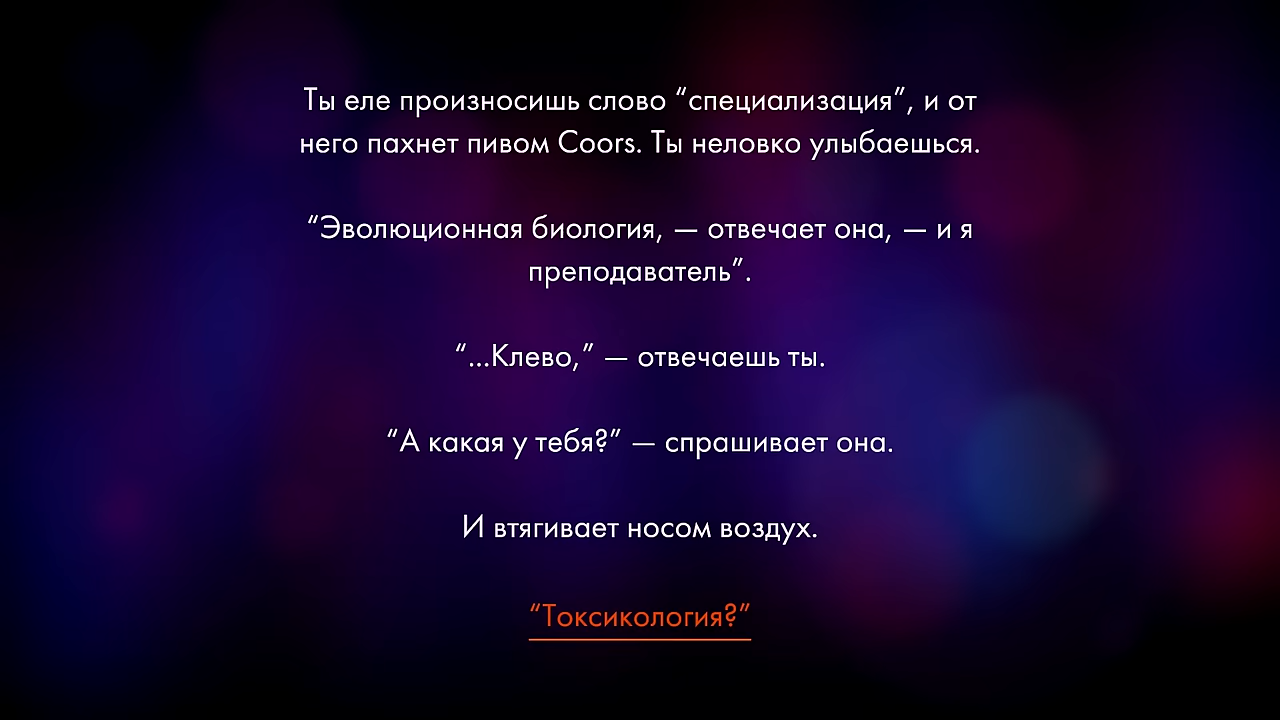 Ты еле произносишь слово “специализация”, и от
него пахнет пивом Coors. Ты неловко улыбаешься.
“Эволюционная биология, — отвечает она, — и я
преподаватель”.
“...Клево,” — отвечаешь ты.
“А какая у тебя?” — спрашивает она.
И втягивает носом воздух.
“Токсикология?”